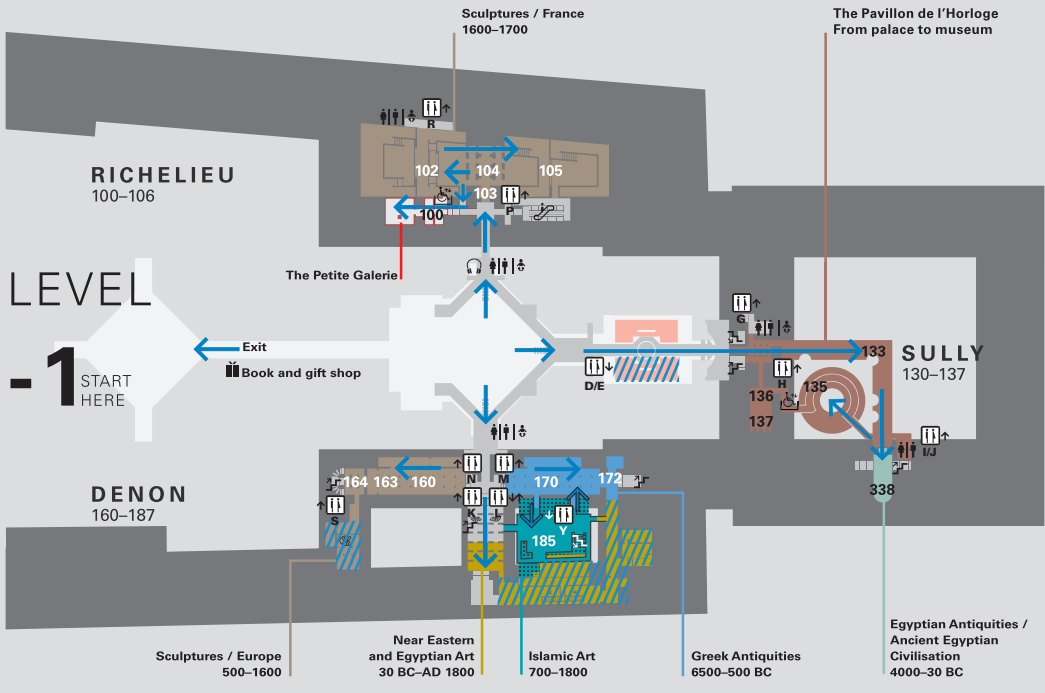 Sculptures / France
1600–1700
The Pavillon de l’Horloge
From palace to museum
R
RICHELIEU
100–106
102
104
105
103
P
100
The Petite Galerie
LEVEL
-1
START
HERE
Exit
Book and gift shop
D/E
G
H
133
135
136
137
SULLY
130–137
I/J
338
DENON
160–187
164
163
160
N
M
K
L
S
170
172
Y
185
Sculptures / Europe
500–1600
Near Eastern
and Egyptian Art
30 BC–AD 1800
Islamic Art
700–1800
Greek Antiquities
6500–500 BC
Egyptian Antiquities /
Ancient Egyptian
Civilisation
4000–30 BC